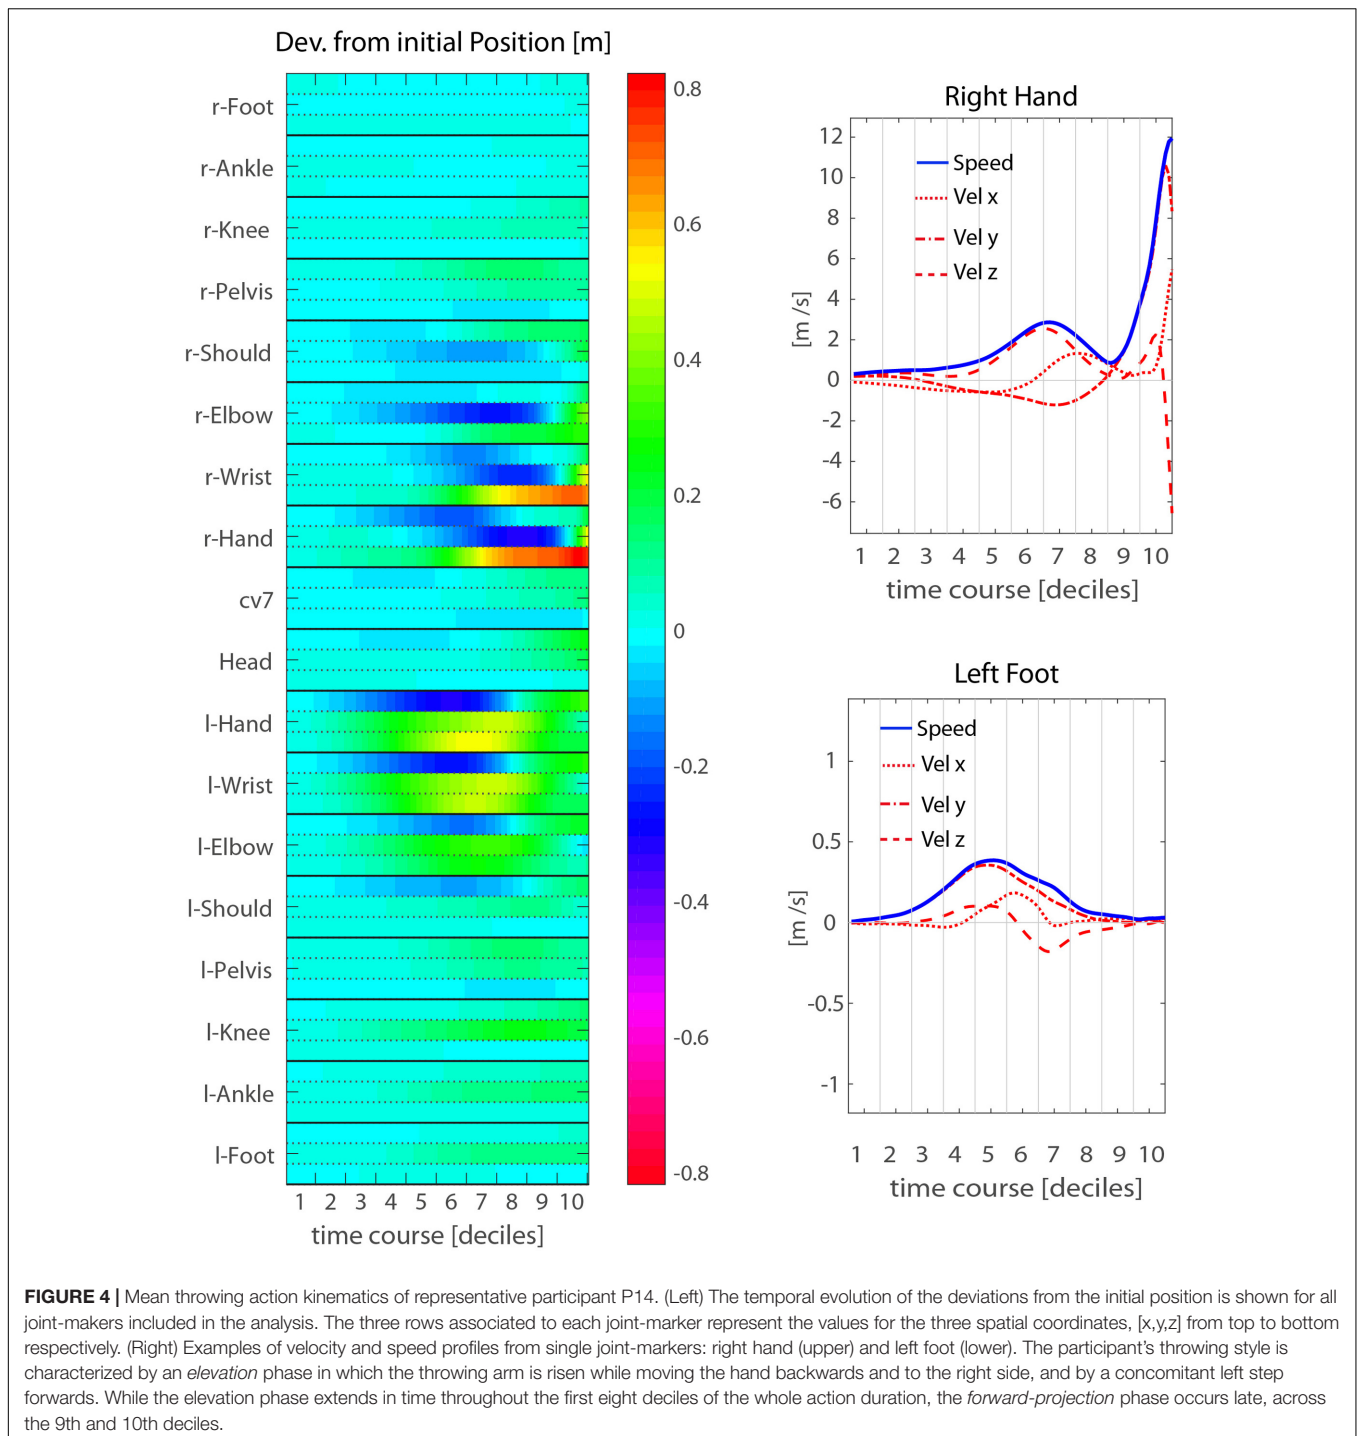 Dev. from initial Position [m]
r-Foot
r-Ankle
r-Knee
r-Pelvis
r-Should
r-Elbow
r-Wrist
r-Hand
cv7
Head
l-Hand
l-Wrist
l-Elbow
l-Should
l-Pelvis
l-Knee
l-Ankle
l-Foot
1 2 3 4 5 6 7 8 9 10
time course [deciles]
0.8
0.6
0.4
0.2
0
-0.2
-0.4
-0.6
-0.8
Right Hand
Speed
Vel x
Vel y
Vel z
12
10
8
6
4
2
0
-2
-4
-6
[m /s]
1 2 3 4 5 6 7 8 9 10
time course [deciles]
Left Foot
Speed
Vel x
Vel y
Vel z
1
0.5
0
-0.5
-1
[m /s]
1 2 3 4 5 6 7 8 9 10
time course [deciles]
FIGURE 4 | Mean throwing action kinematics of representative participant P14. (Left) The temporal evolution of the deviations from the initial position is shown for all
joint-makers included in the analysis. The three rows associated to each joint-marker represent the values for the three spatial coordinates, [x,y,z] from top to bottom
respectively. (Right) Examples of velocity and speed profiles from single joint-markers: right hand (upper) and left foot (lower). The participant's throwing style is
characterized by an elevation phase in which the throwing arm is risen while moving the hand backwards and to the right side, and by a concomitant left step
forwards. While the elevation phase extends in time throughout the first eight deciles of the whole action duration, the forward-projection phase occurs late, across
the 9th and 10th deciles.